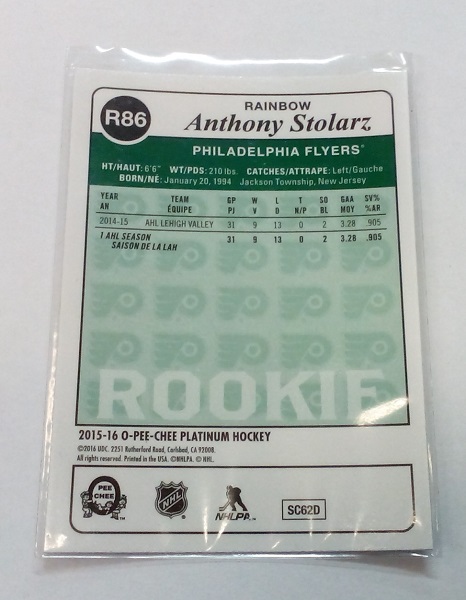 R86
RAINBOW
Anthony Stolarz
PHILADELPHIA FLYERS®
HT/HAUT: 6'6" WT/PDS: 210 lbs. CATCHES/ATTRAPE: Left/Gauche
BORN/NÉ: January 20, 1994 Jackson Township, New Jersey
YEAR TEAM GP W L T SO GAA SV%
AN ÉQUIPE PJ V D N/P BL MOY %AR
2014-15 AHL LEHIGH VALLEY 31 9 13 0 2 3.28 .905
1 AHL SEASON 31 9 13 0 2 3.28 .905
SAISON DE LA LAH
ROOKIE
2015-16 O-PEE-CHEE PLATINUM HOCKEY
©2016 UDC. 2251 Rutherford Road, Carlsbad, CA 92008.
All rights reserved. Printed in the USA. ©NHLPA. © NHL.
O PEE CHEE TM NHL NHLPA SC62D